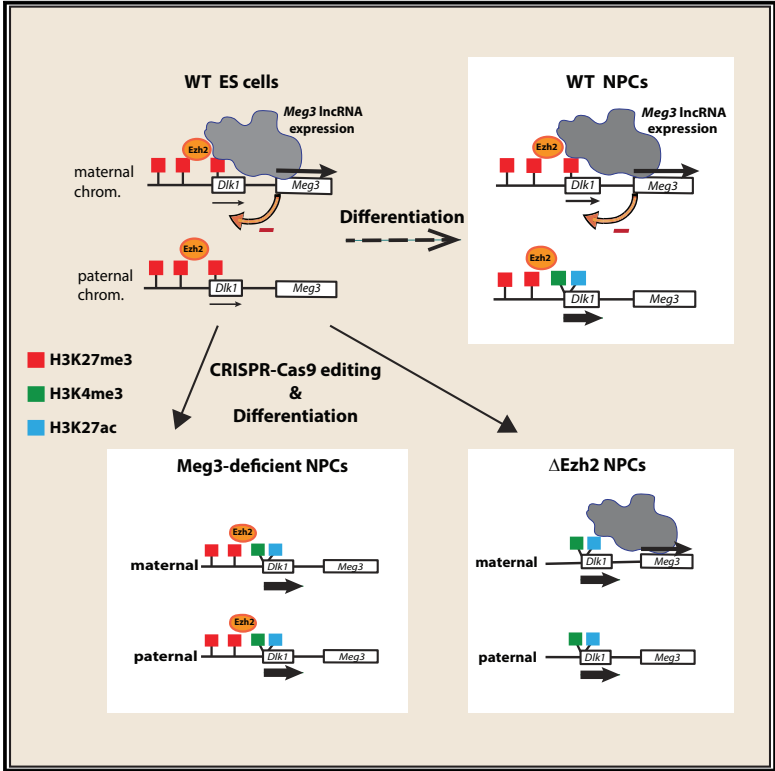 WT ES cells
Meg3 lncRNA
expression
Ezh2
maternal
chrom.
Dlk1
Meg3
Ezh2
paternal
chrom.
Dlk1
Meg3
Differentiation
WT NPCs
Meg3 lncRNA
expression
Ezh2
Dlk1
Meg3
Ezh2
Dlk1
Meg3
H3K27me3
H3K4me3
H3K27ac
CRISPR-Cas9 editing
&
Differentiation
Meg3-deficient NPCs
Ezh2
maternal
Dlk1
Meg3
Ezh2
paternal
Dlk1
Meg3
ΔEzh2 NPCs
maternal
Dlk1
Meg3
paternal
Dlk1
Meg3